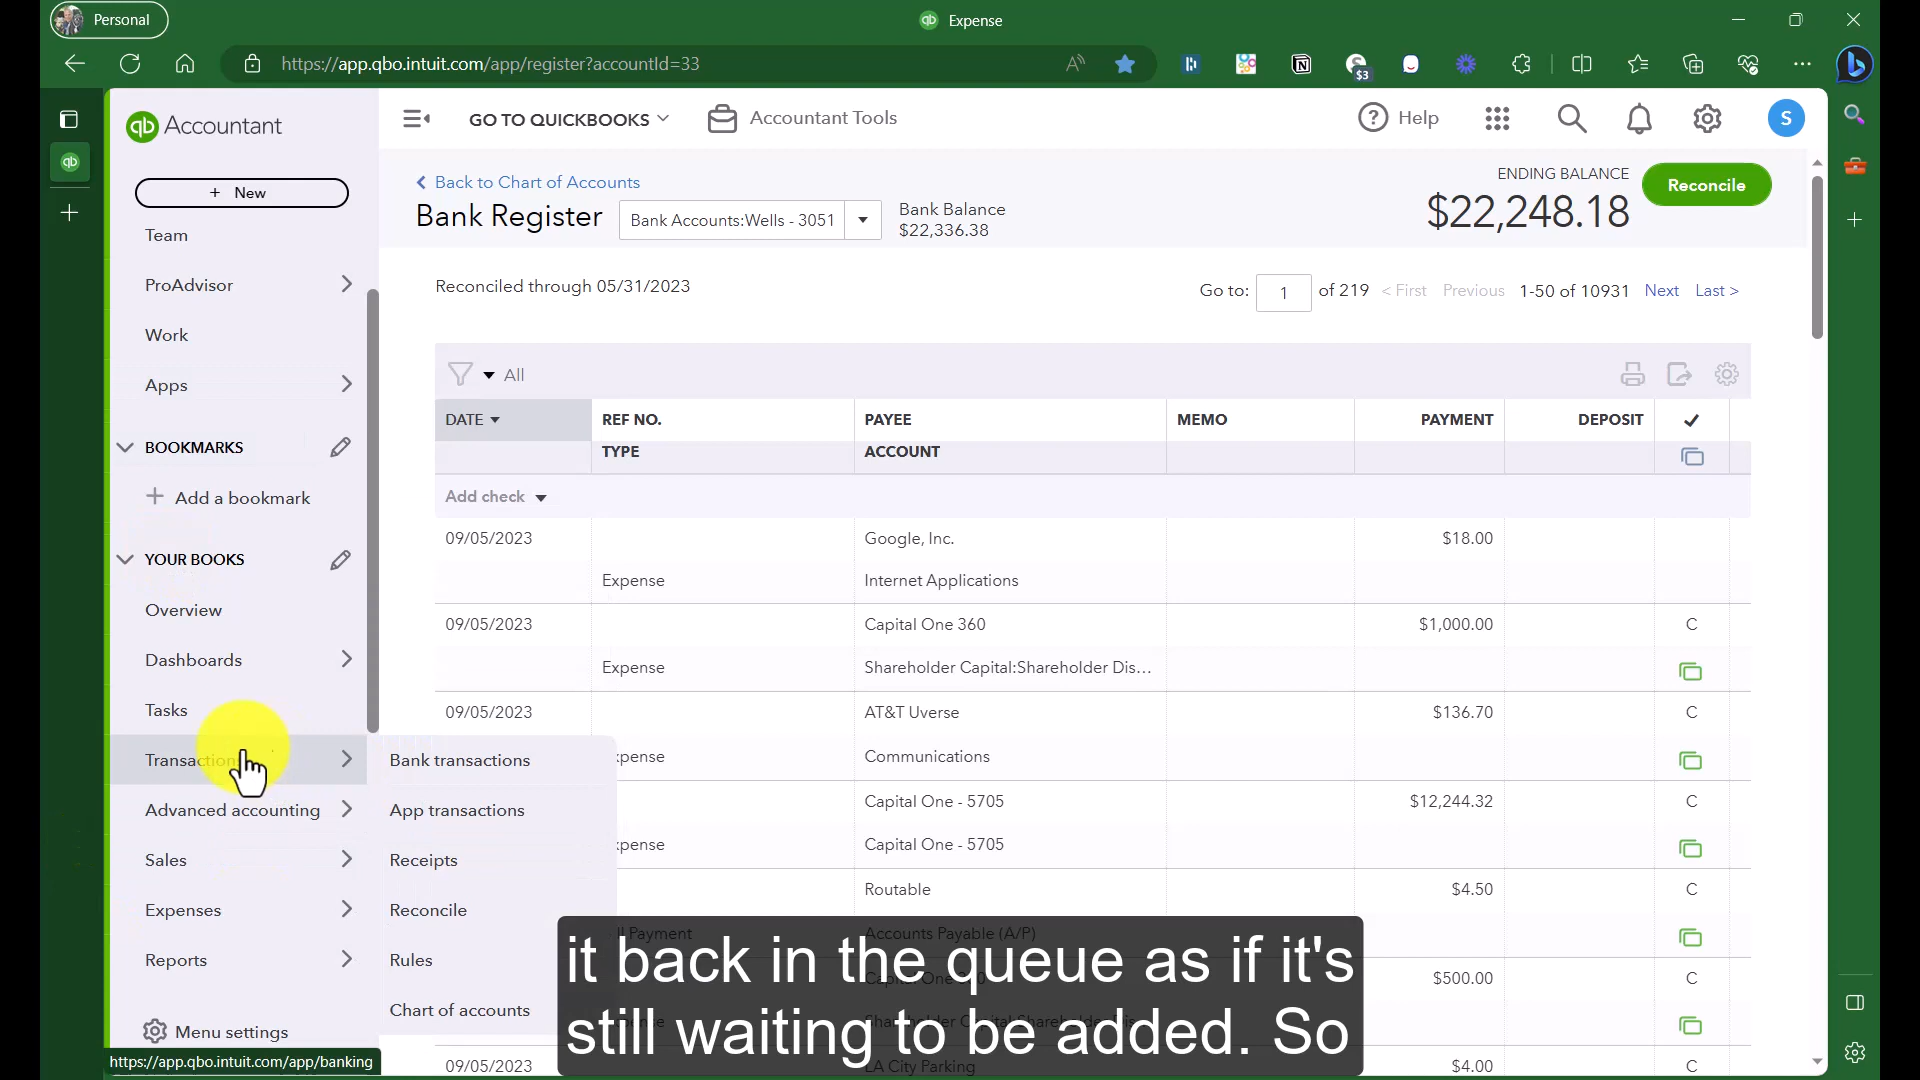 Personal
Expense
https://app.qbo.intuit.com/app/register?accountId=33
$3
qb Accountant
GO TO QUICKBOOKS
Accountant Tools
Help
S
+ New
Team
ProAdvisor
Work
Apps
BOOKMARKS
+ Add a bookmark
YOUR BOOKS
Overview
Dashboards
Tasks
Transaction
Advanced accounting
Sales
Expenses
Reports
Menu settings
https://app.qbo.intuit.com/app/banking
Bank transactions
App transactions
Receipts
Reconcile
Rules
Chart of accounts
< Back to Chart of Accounts
Bank Register
Bank Accounts:Wells - 3051
Bank Balance
$22,336.38
ENDING BALANCE
$22,248.18
Reconcile
Reconciled through 05/31/2023
Go to: 1 of 219 < First Previous 1-50 of 10931 Next Last >
All
DATE REF NO. PAYEE MEMO PAYMENT DEPOSIT ✓
TYPE ACCOUNT
Add check
09/05/2023 Google, Inc. $18.00
Expense Internet Applications
09/05/2023 Capital One 360 $1,000.00 C
Expense Shareholder Capital:Shareholder Dis...
09/05/2023 AT&T Uverse $136.70 C
xpense Communications
Capital One - 5705 $12,244.32 C
xpense Capital One - 5705
Routable $4.50 C
Payment Accounts Payable (A/P)
$500.00 C
09/05/2023 LA City Parking $4.00 C
it back in the queue as if it's
still waiting to be added. So